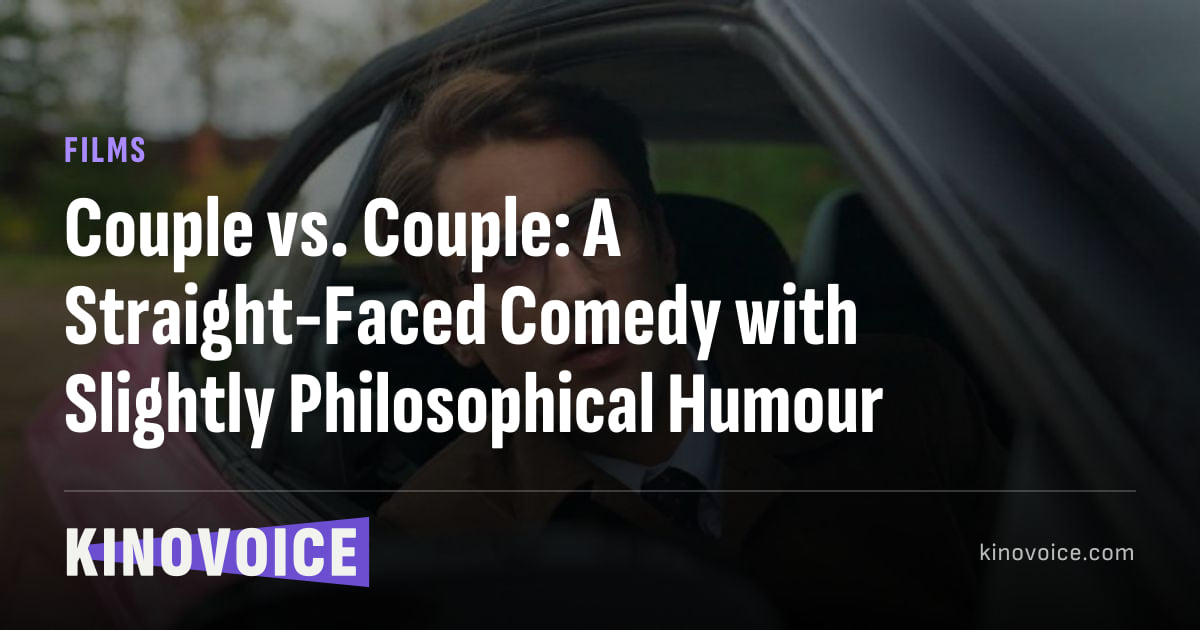 FILMS
Couple vs. Couple: A
Straight-Faced Comedy with
Slightly Philosophical Humour
KINOVOICE
kinovoice.com